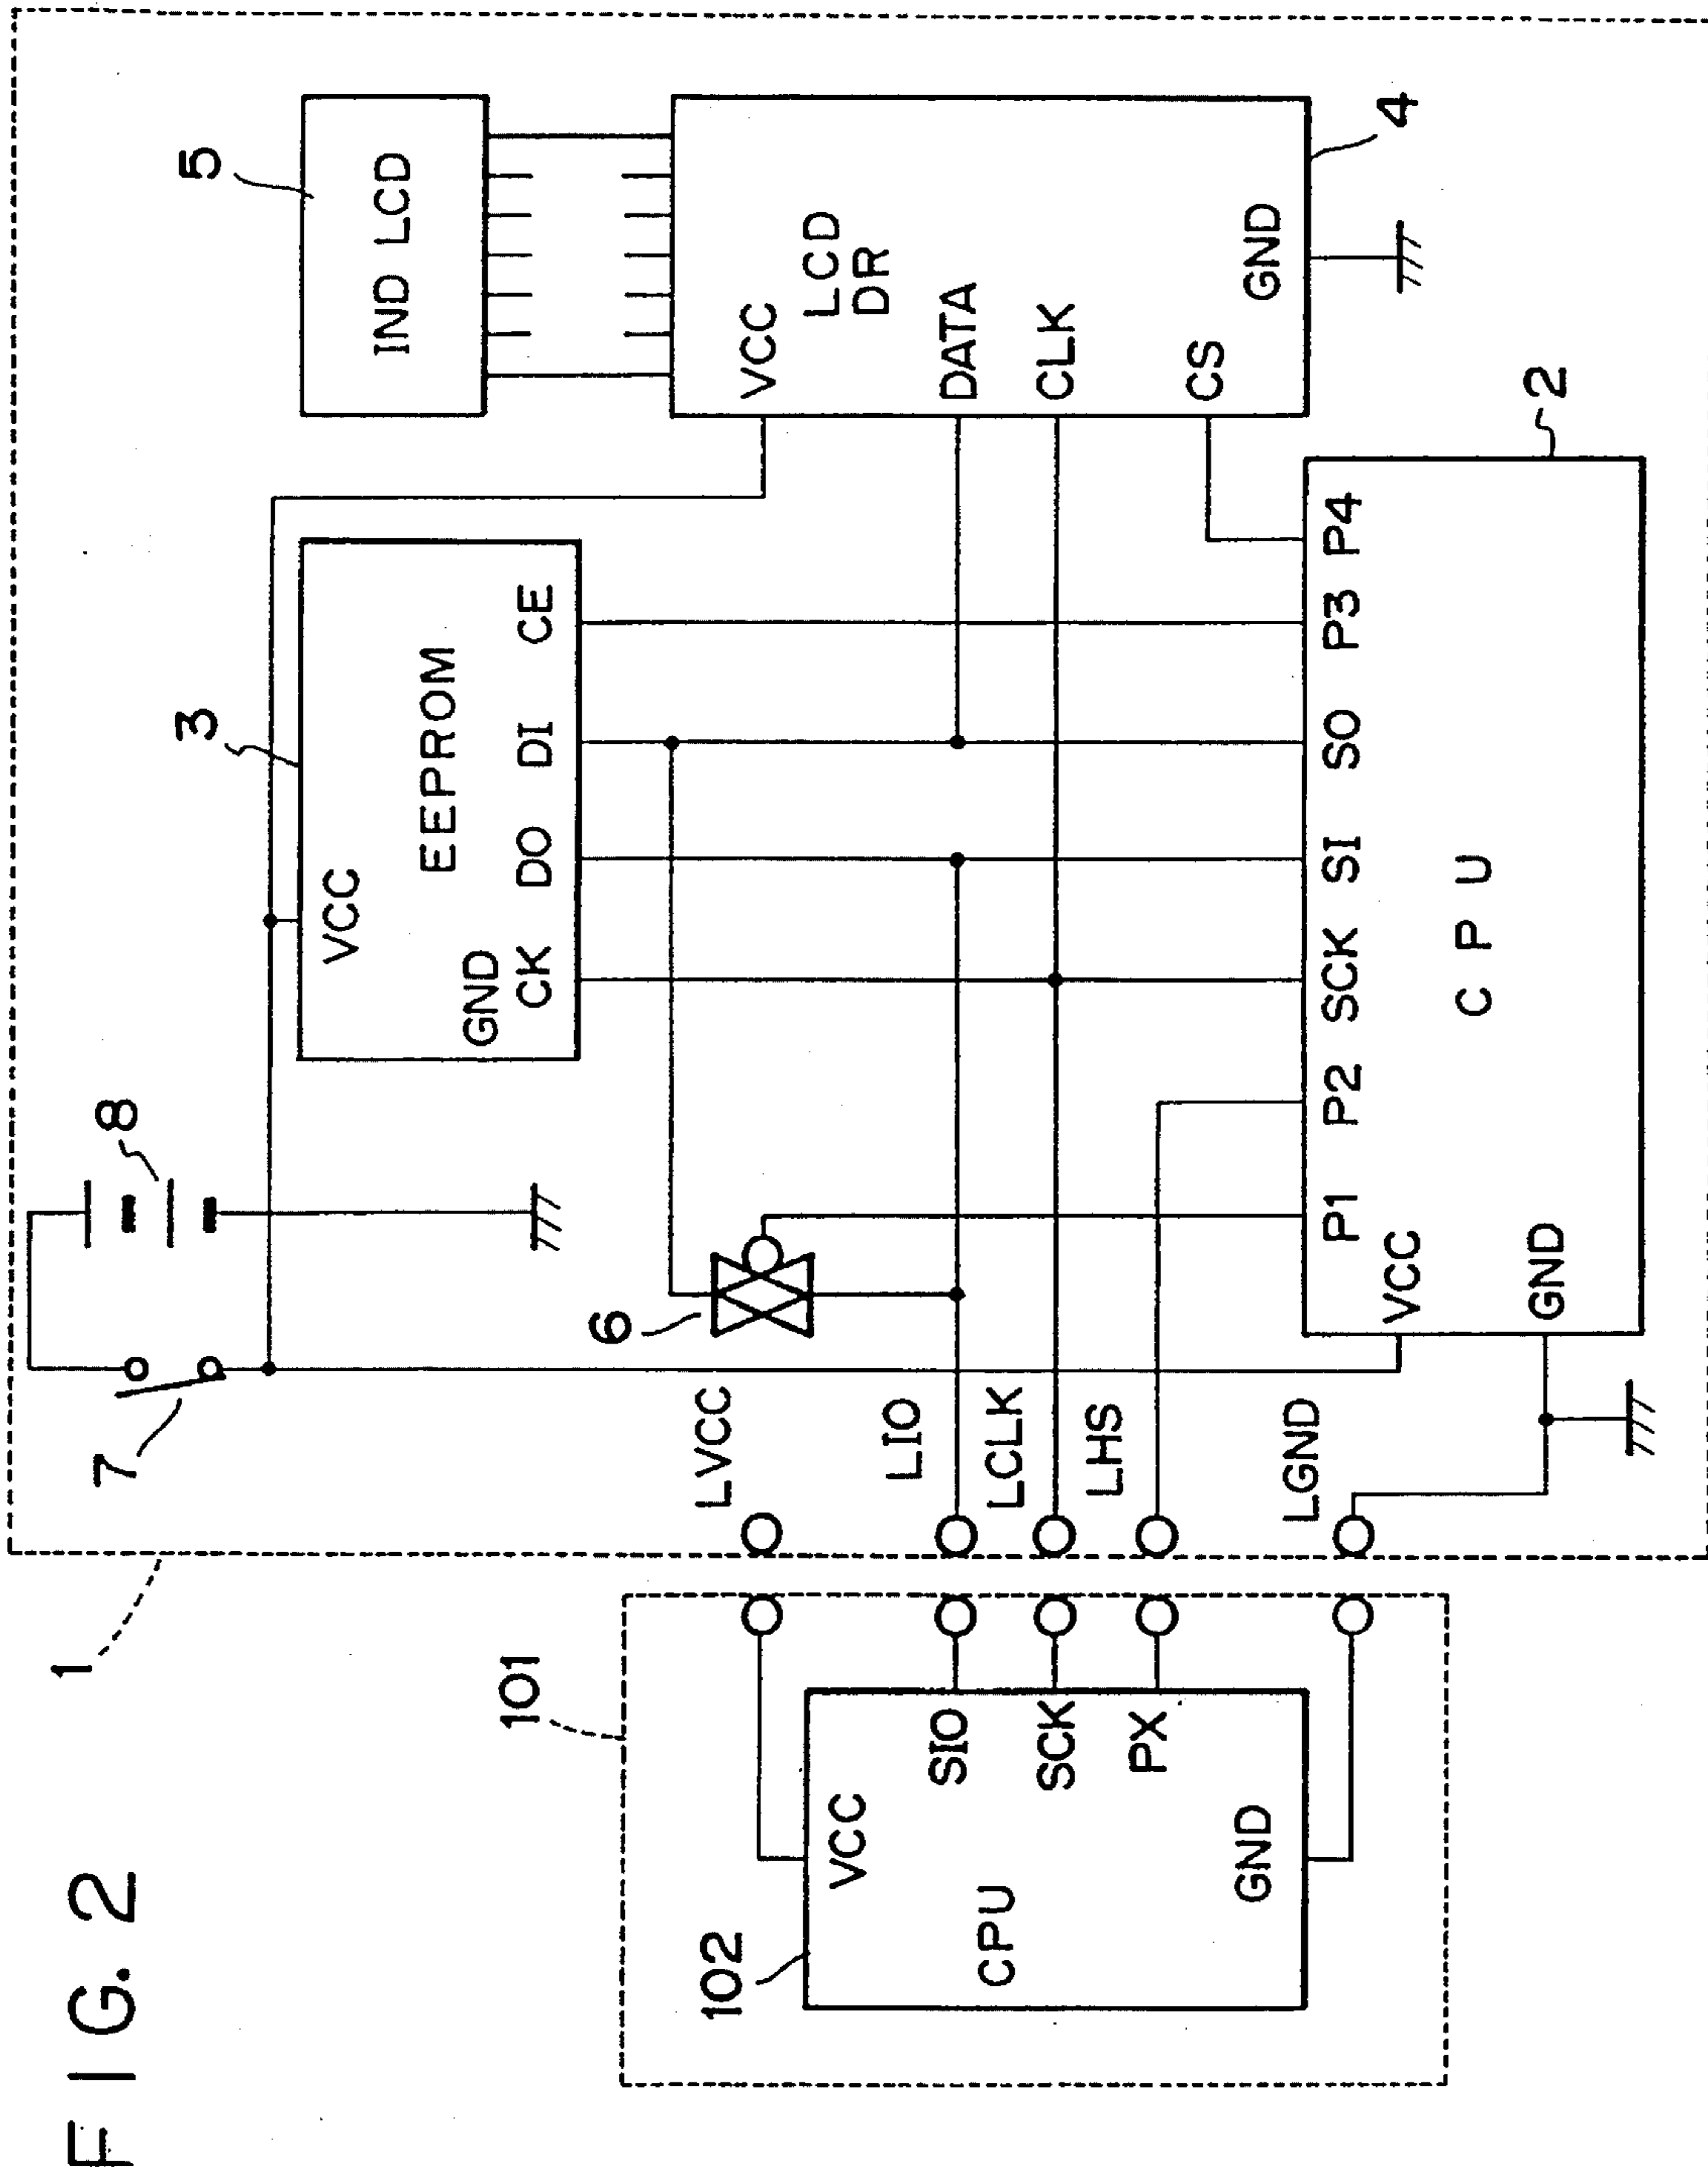 FIG. 2
1
101
102
CPU
VCC
SIO
SCK
PX
GND
LVCC
LIO
LCLK
LHS
LGND
7
8
6
3
VCC
EEPROM
GND
CK
DO
DI
CE
5
IND LCD
VCC
LCD
DR
DATA
CLK
CS
GND
4
2
P1
P2
SCK
SI
SO
P3
P4
VCC
GND
CPU